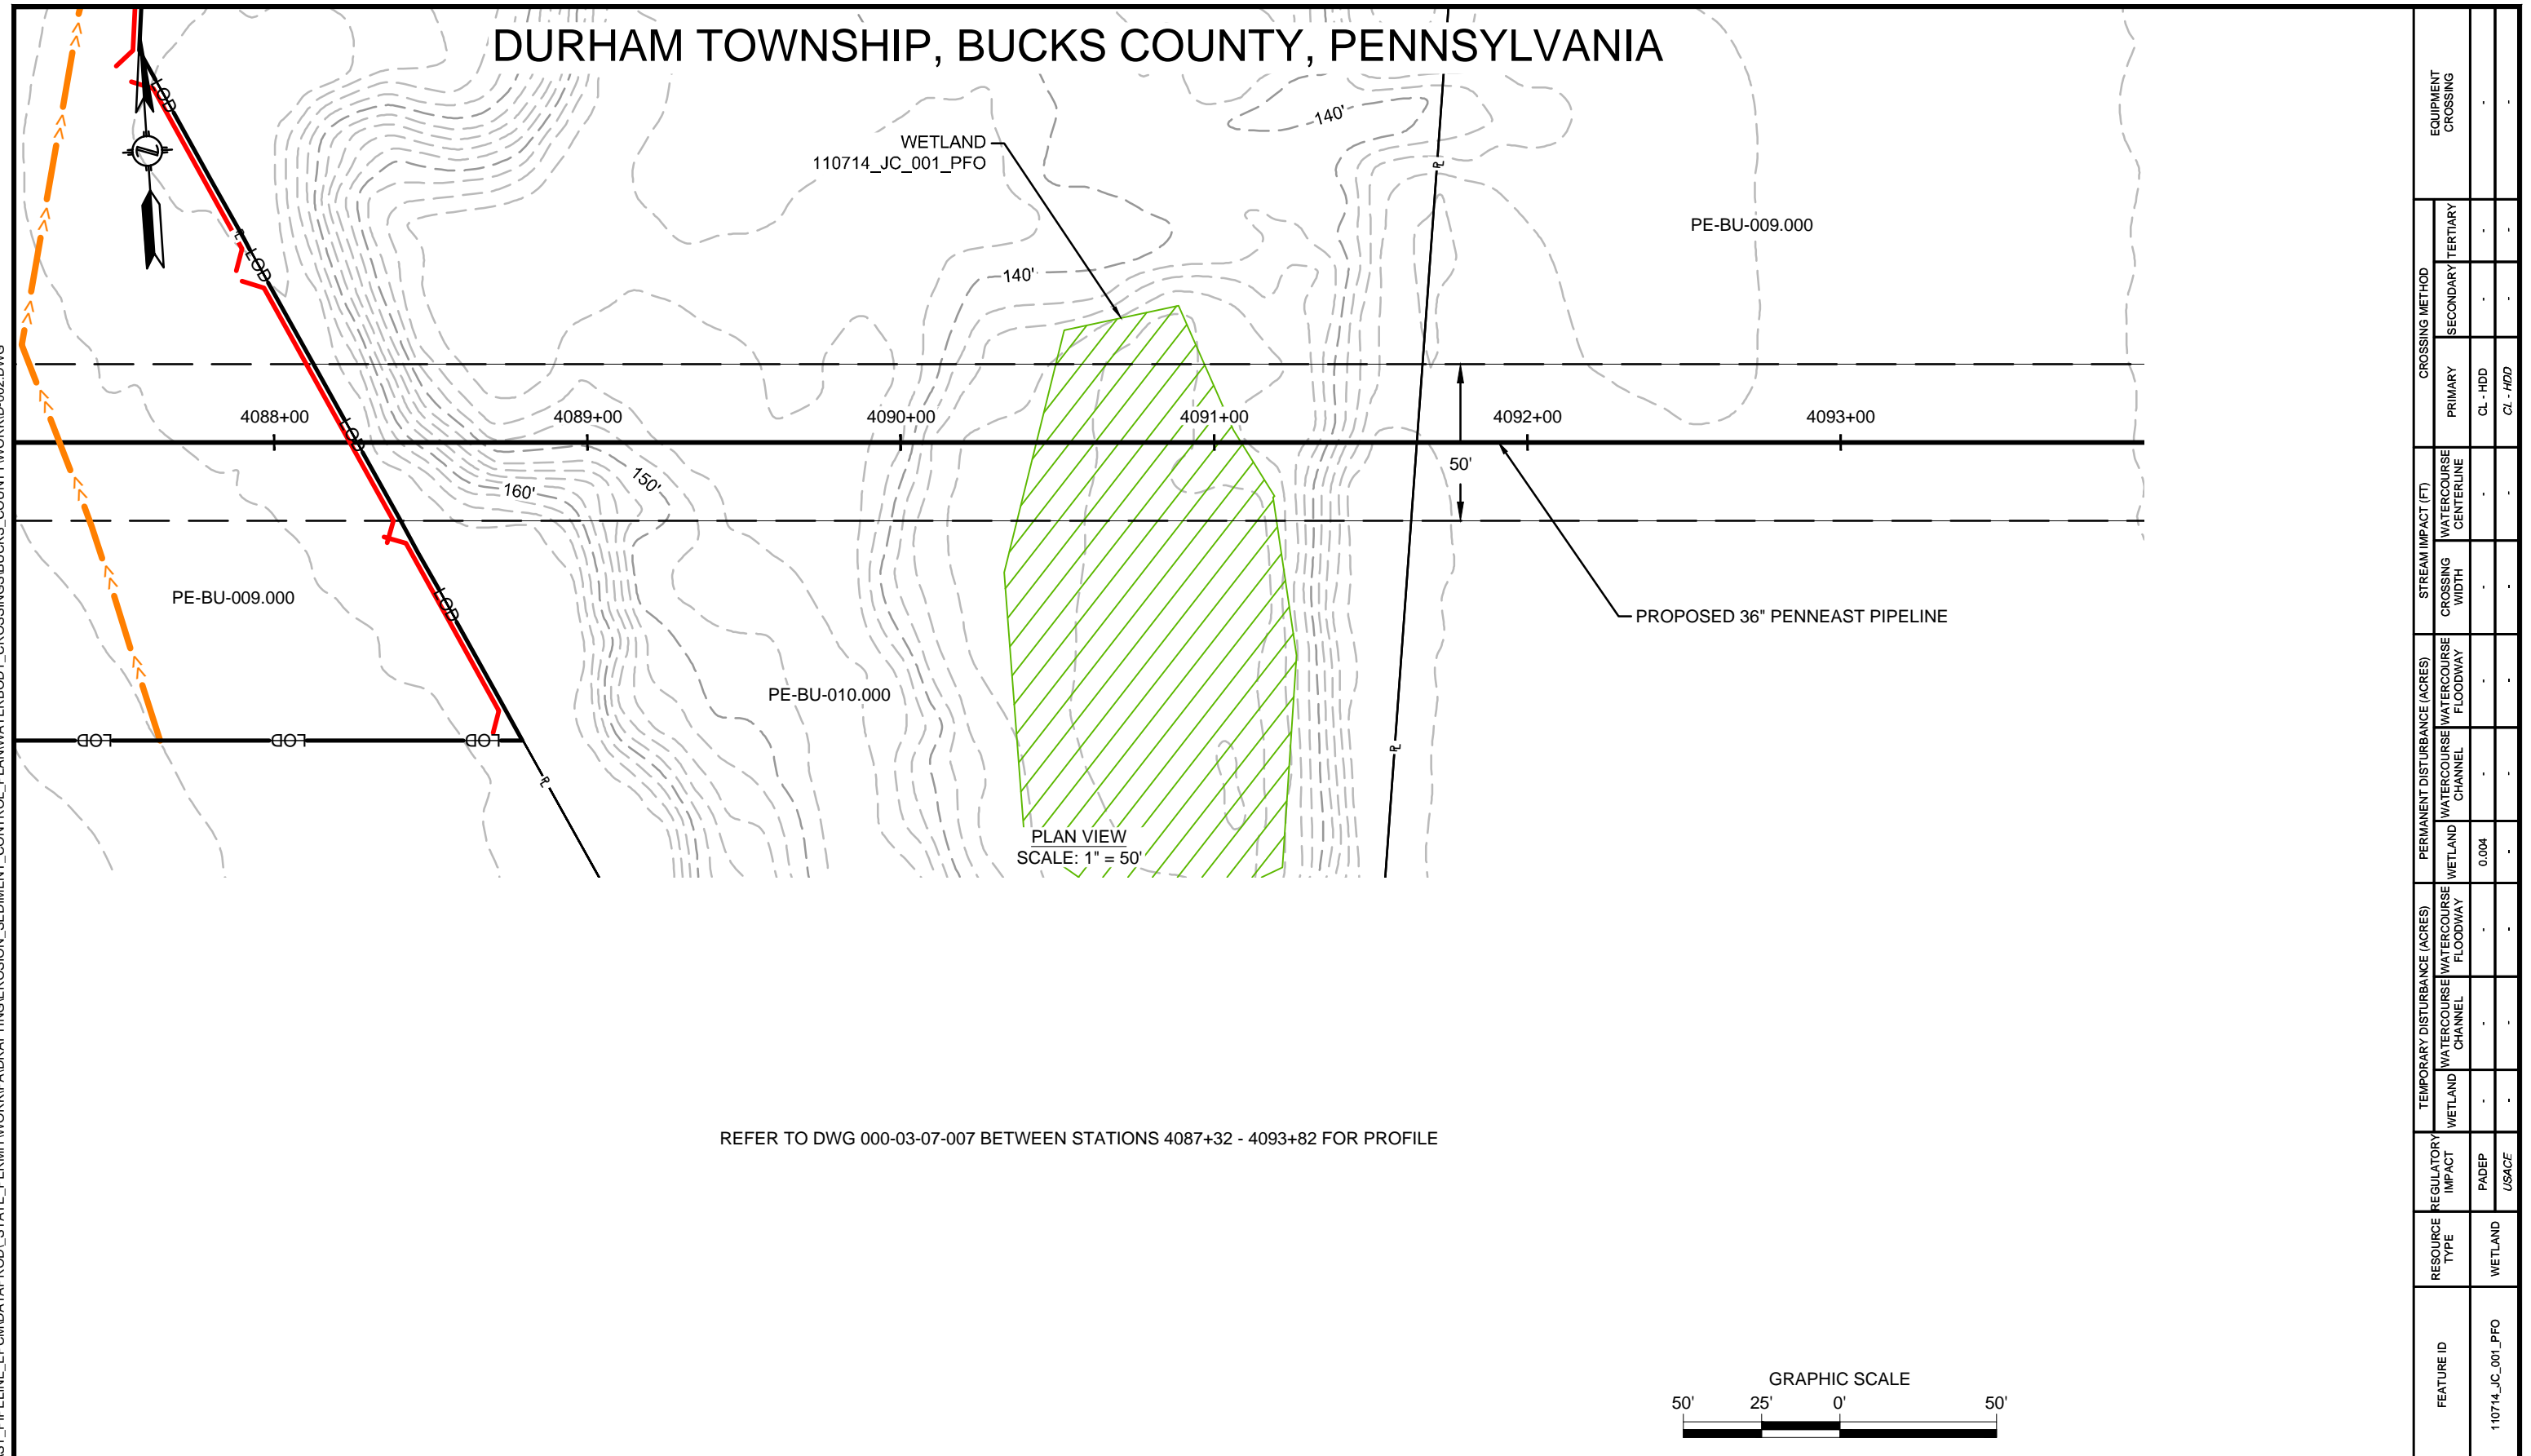 DURHAM TOWNSHIP, BUCKS COUNTY, PENNSYLVANIA
WETLAND
110714_JC_001_PFO
140'
140'
PE-BU-009.000
LOD
LOD
LOD
LOD
4088+00
4089+00
4090+00
4091+00
4092+00
4093+00
50'
160'
150'
PE-BU-009.000
PROPOSED 36" PENNEAST PIPELINE
PE-BU-010.000
LOD
LOD
LOD
PLAN VIEW
SCALE: 1" = 50'
REFER TO DWG 000-03-07-007 BETWEEN STATIONS 4087+32 - 4093+82 FOR PROFILE
GRAPHIC SCALE
50' 25' 0' 50'
FEATURE ID
RESOURCE TYPE
REGULATORY IMPACT
TEMPORARY DISTURBANCE (ACRES)
WETLAND
WATERCOURSE CHANNEL
WATERCOURSE FLOODWAY
PERMANENT DISTURBANCE (ACRES)
WETLAND
WATERCOURSE CHANNEL
WATERCOURSE FLOODWAY
STREAM IMPACT (FT)
CROSSING WIDTH
WATERCOURSE CENTERLINE
CROSSING METHOD
PRIMARY
SECONDARY
TERTIARY
EQUIPMENT CROSSING
110714_JC_001_PFO
WETLAND
PADEP - - - 0.004 - - - - CL - HDD - - -
USACE - - - - - - - - CL - HDD - - -